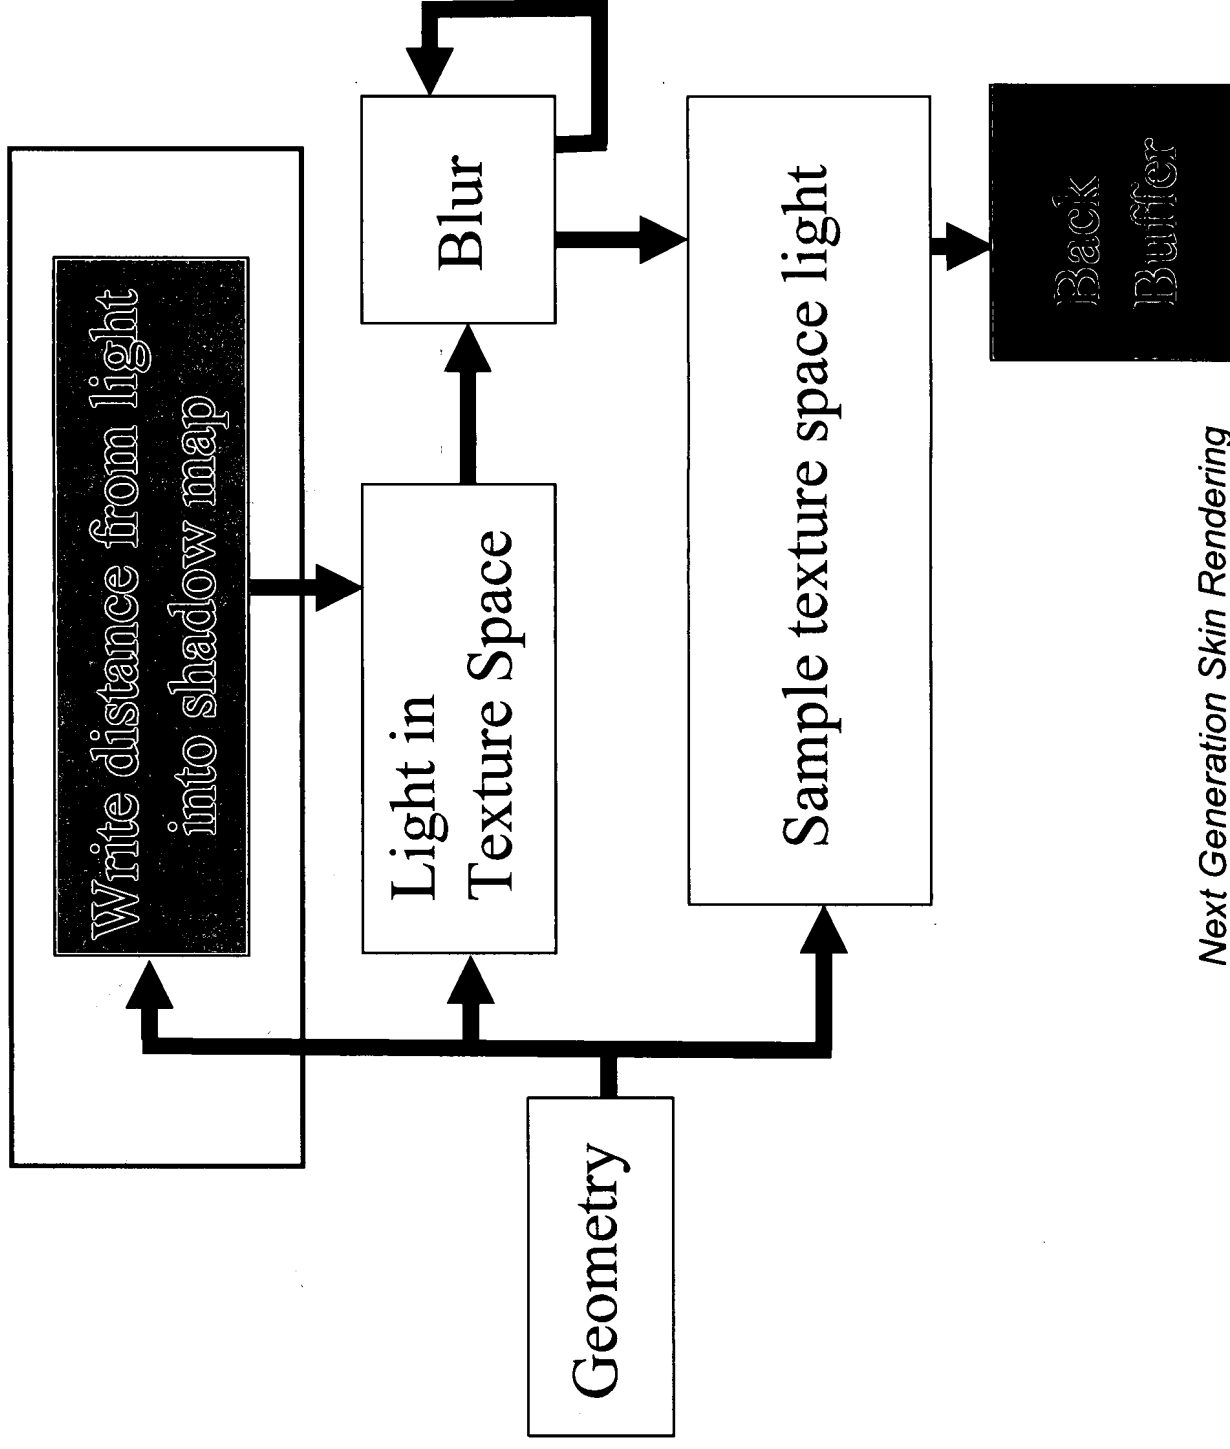 Write distance from light
into shadow map
Light in
Texture Space
Blur
Geometry
Sample texture space light
Back
Buffer
Next Generation Skin Rendering